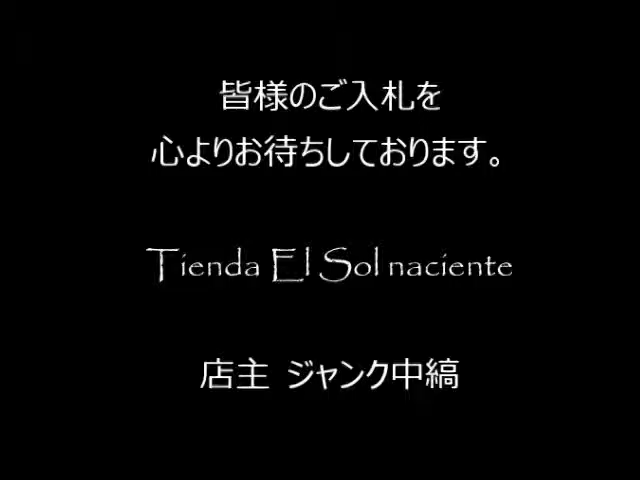 皆様のご入札を
心よりお待ちしております。
Tienda El Sol naciente
店主 ジャンク中縞